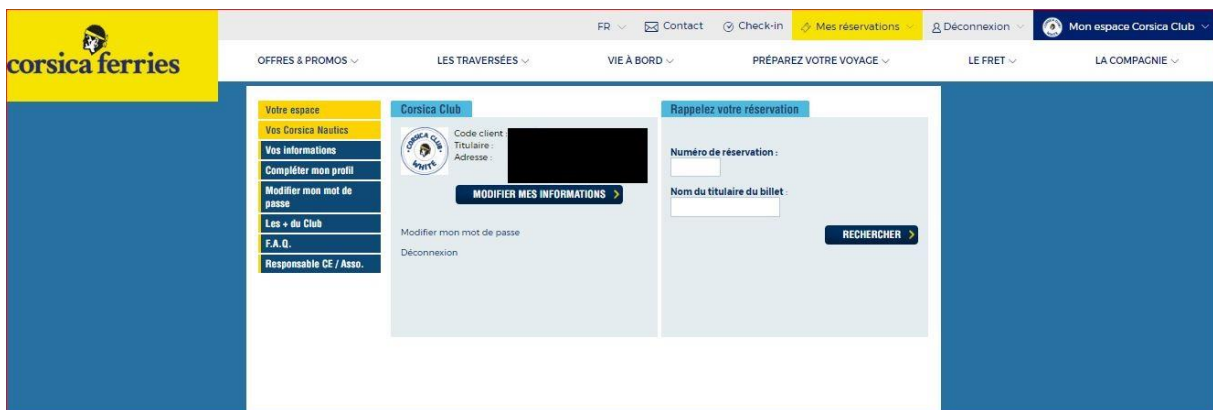 corsica ferries
FR Contact Check-in Mes réservations Déconnexion Mon espace Corsica Club
OFFRES & PROMOS LES TRAVERSÉES VIE À BORD PRÉPAREZ VOTRE VOYAGE LE FRET LA COMPAGNIE
Votre espace
Vos Corsica Nautics
Vos informations
Compléter mon profil
Modifier mon mot de
passe
Les + du Club
F.A.Q.
Responsable CE / Asso.
Corsica Club
CORSICA CLUB
WHITE
Code client :
Titulaire :
Adresse :
MODIFIER MES INFORMATIONS
Modifier mon mot de passe
Déconnexion
Rappelez votre réservation
Numéro de réservation :
Nom du titulaire du billet :
RECHERCHER